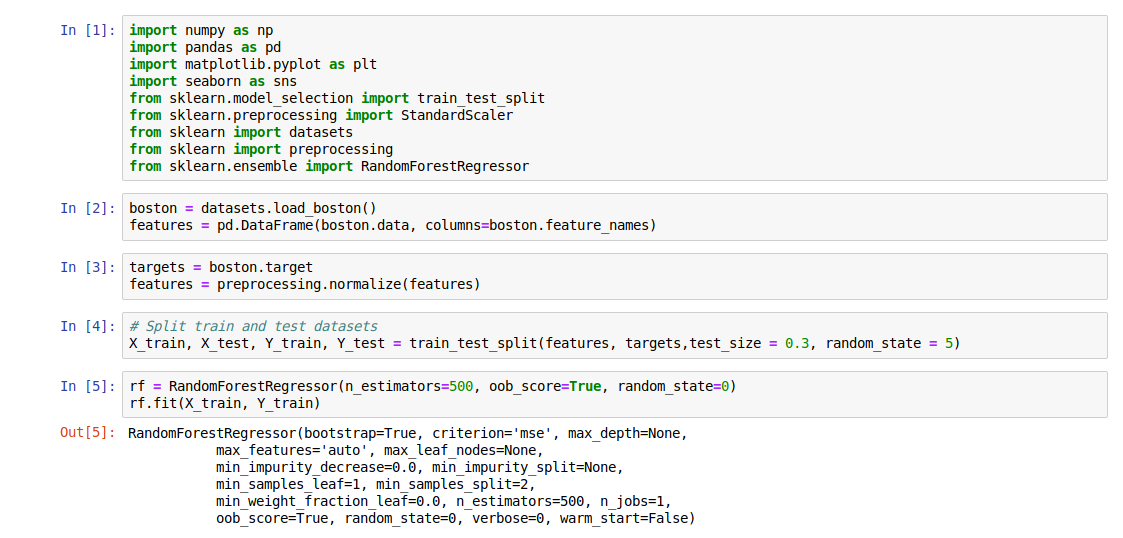 In [1]: import numpy as np
import pandas as pd
import matplotlib.pyplot as plt
import seaborn as sns
from sklearn.model_selection import train_test_split
from sklearn.preprocessing import StandardScaler
from sklearn import datasets
from sklearn import preprocessing
from sklearn.ensemble import RandomForestRegressor
In [2]: boston = datasets.load_boston()
features = pd.DataFrame(boston.data, columns=boston.feature_names)
In [3]: targets = boston.target
features = preprocessing.normalize(features)
In [4]: # Split train and test datasets
X_train, X_test, Y_train, Y_test = train_test_split(features, targets,test_size = 0.3, random_state = 5)
In [5]: rf = RandomForestRegressor(n_estimators=500, oob_score=True, random_state=0)
rf.fit(X_train, Y_train)
Out[5]: RandomForestRegressor(bootstrap=True, criterion='mse', max_depth=None,
max_features='auto', max_leaf_nodes=None,
min_impurity_decrease=0.0, min_impurity_split=None,
min_samples_leaf=1, min_samples_split=2,
min_weight_fraction_leaf=0.0, n_estimators=500, n_jobs=1,
oob_score=True, random_state=0, verbose=0, warm_start=False)